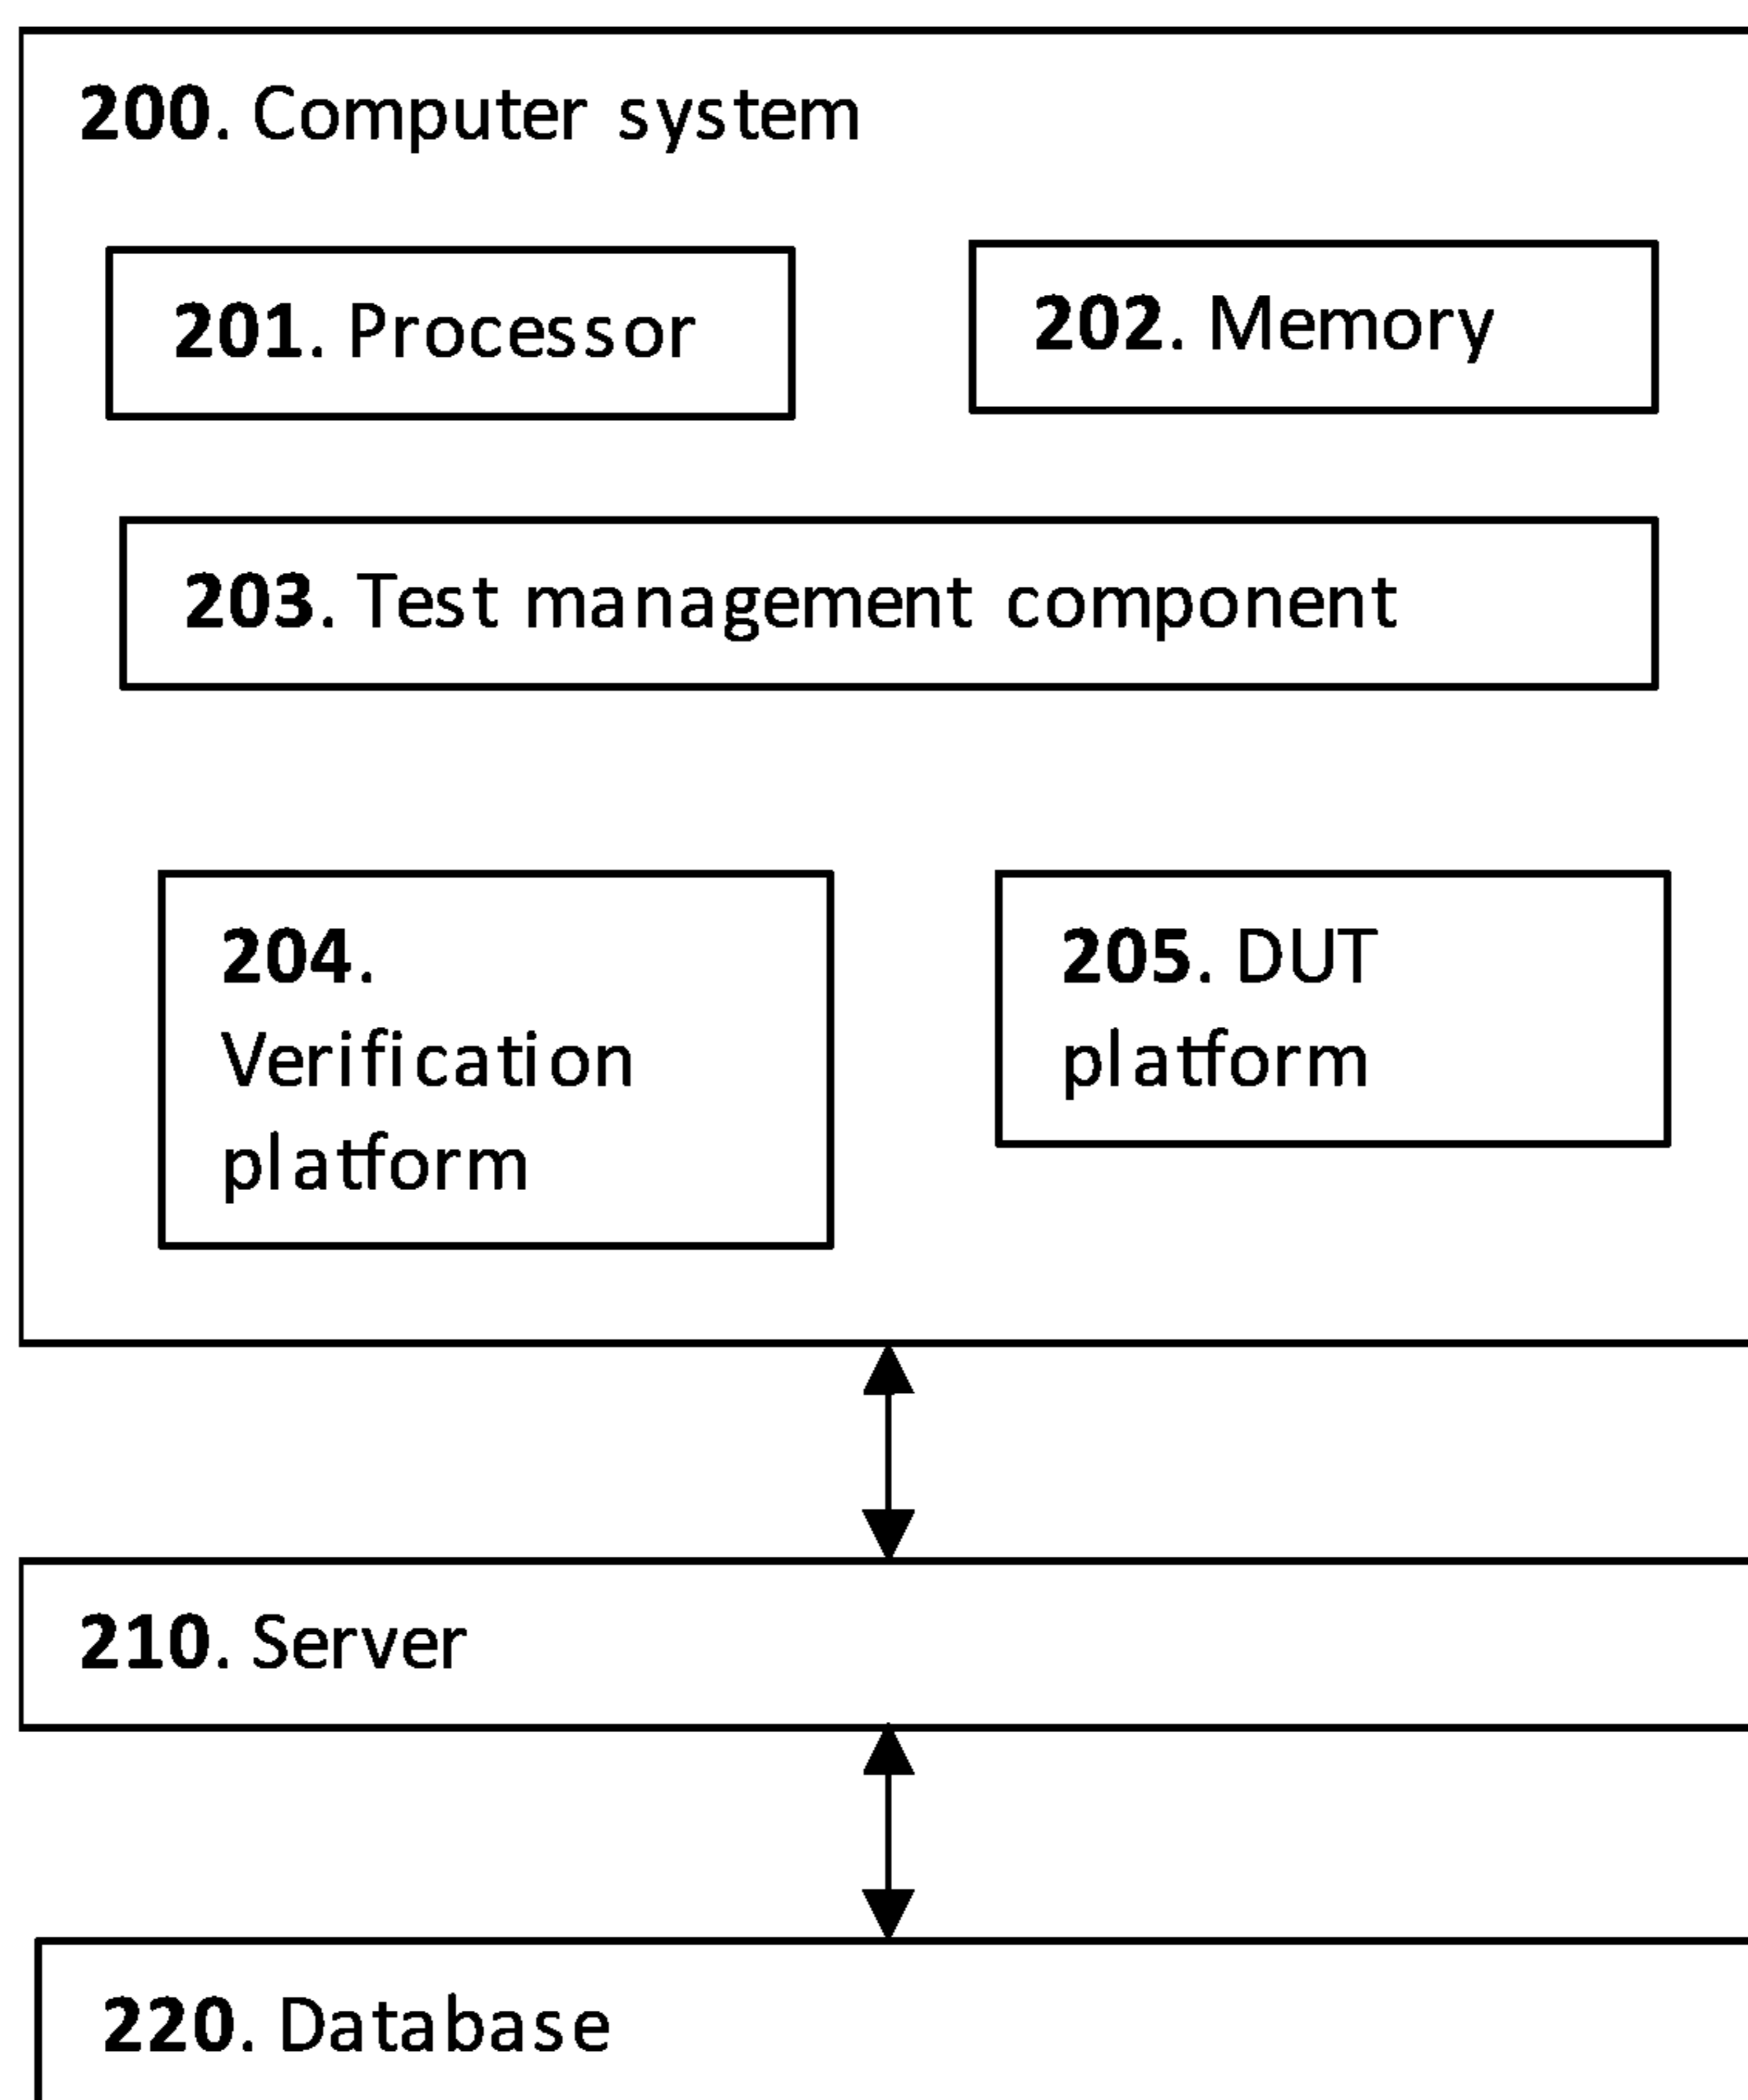 200. Computer system
201. Processor
202. Memory
203. Test management component
204.
Verification
platform
205. DUT
platform
210. Server
220. Database